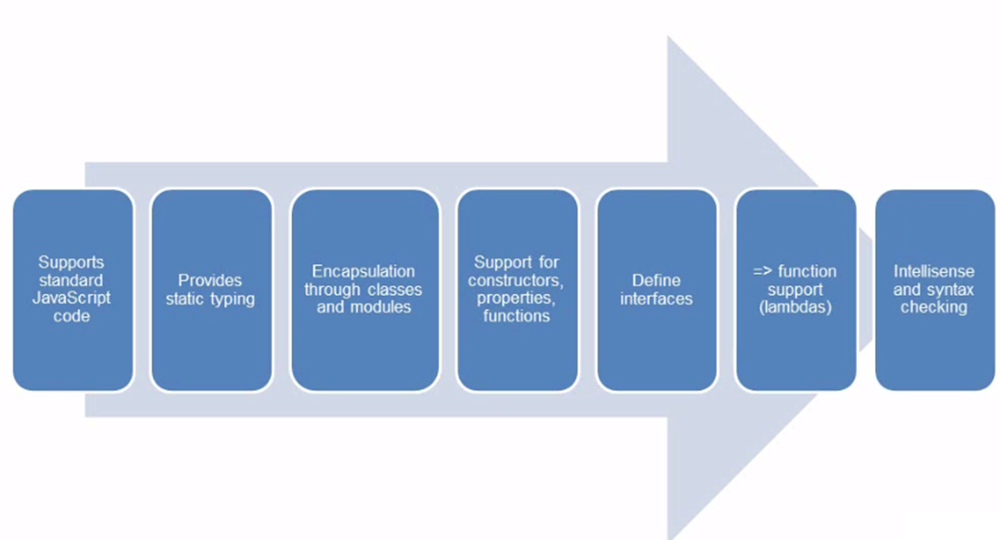 Supports
standard
JavaScript
code
Provides
static typing
Encapsulation
through classes
and modules
Support for
constructors,
properties,
functions
Define
interfaces
=> function
support
(lambdas)
Intellisense
and syntax
checking